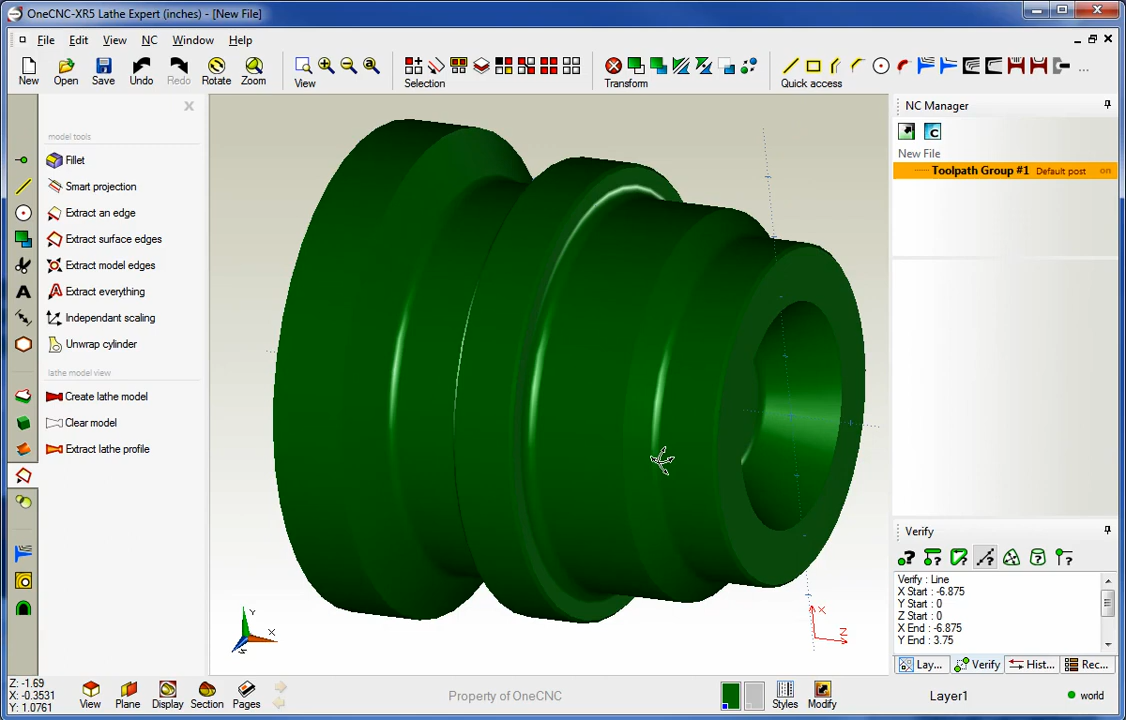 OneCNC-XR5 Lathe Expert (inches) - [New File]
File Edit View NC Window Help
New Open Save Undo Redo Rotate Zoom View Selection Transform Quick access
model tools
Fillet
Smart projection
Extract an edge
Extract surface edges
Extract model edges
Extract everything
Independant scaling
Unwrap cylinder
lathe model view
Create lathe model
Clear model
Extract lathe profile
NC Manager
New File
Toolpath Group #1 Default post on
Verify
Verify : Line
X Start : -6.875
Y Start : 0
Z Start : 0
X End : -6.875
Y End : 3.75
Lay... Verify Hist... Rec...
Y
X
X
Z
Z: -1.69
X: -0.3531
Y: 1.0761
View Plane Display Section Pages
Property of OneCNC
Styles Modify
Layer1
world